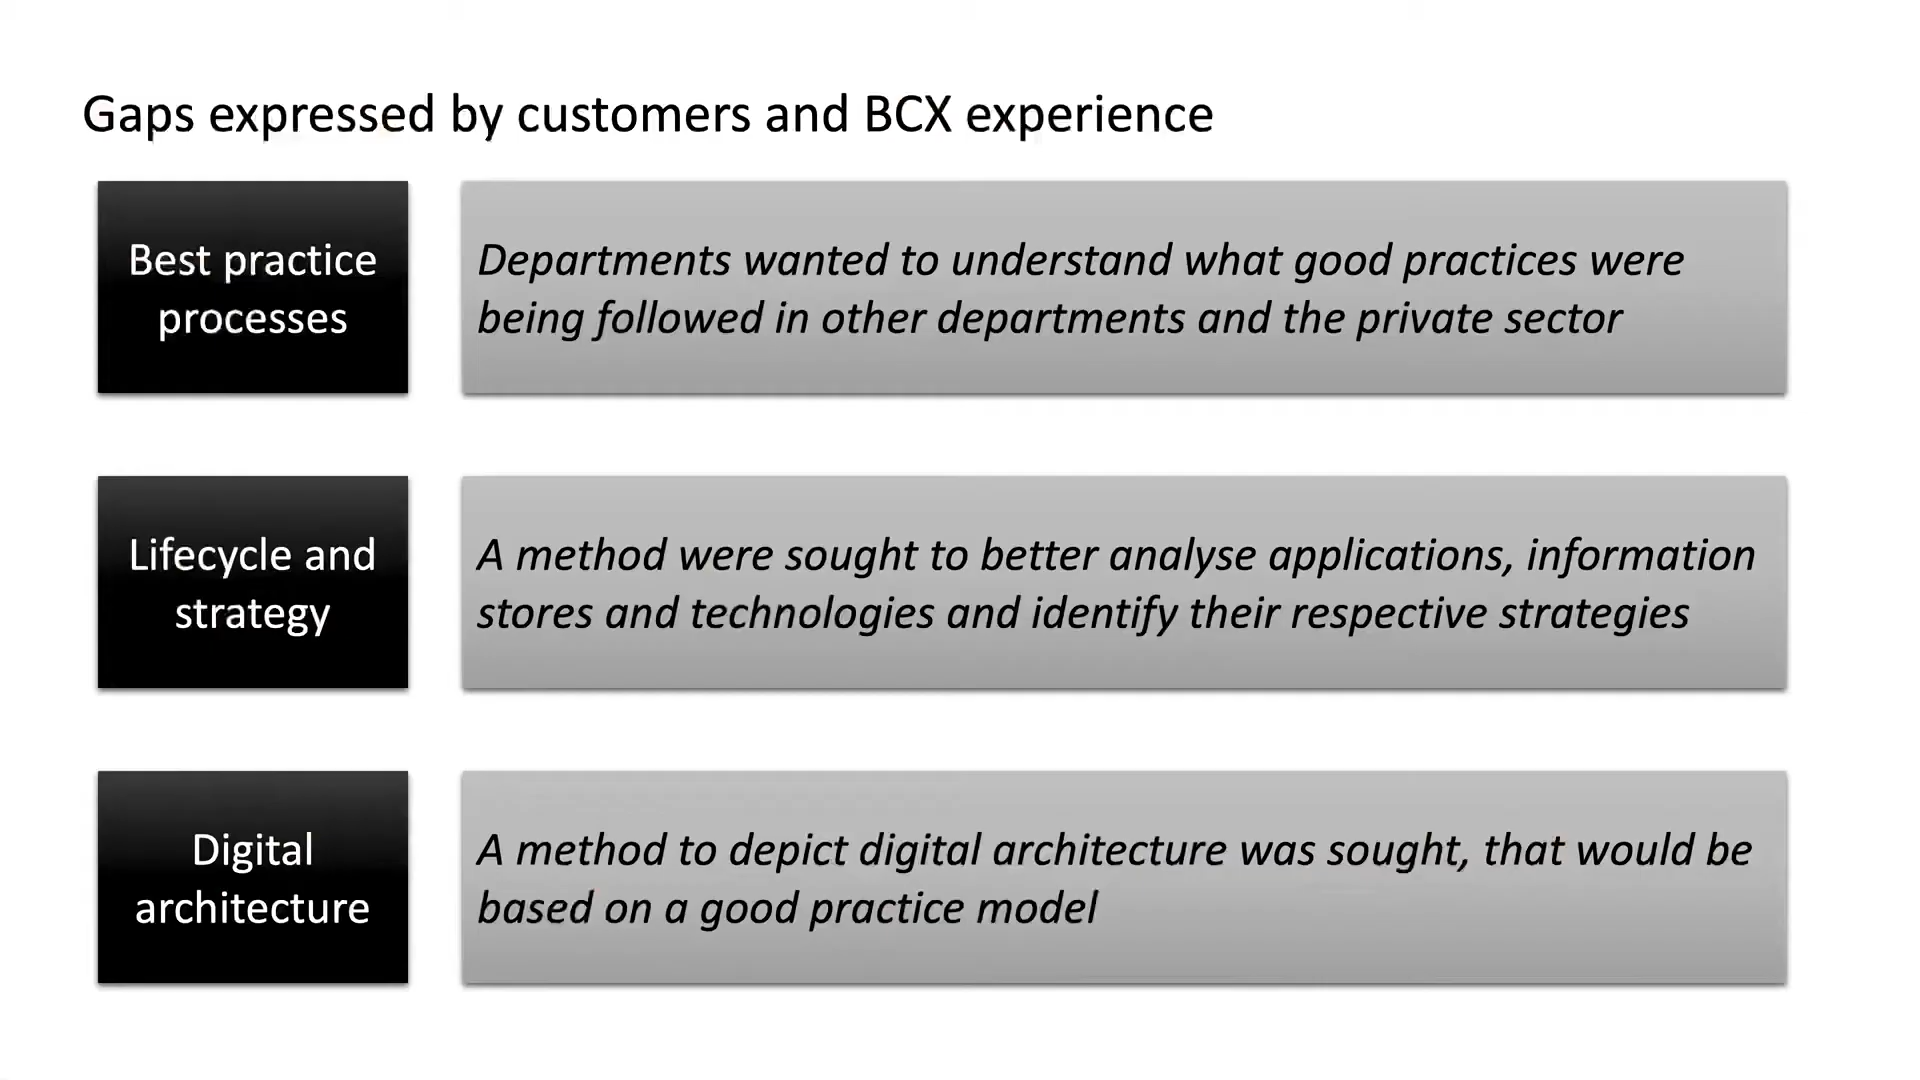 Gaps expressed by customers and BCX experience
Best practice
processes
Departments wanted to understand what good practices were
being followed in other departments and the private sector
Lifecycle and
strategy
A method were sought to better analyse applications, information
stores and technologies and identify their respective strategies
Digital
architecture
A method to depict digital architecture was sought, that would be
based on a good practice model